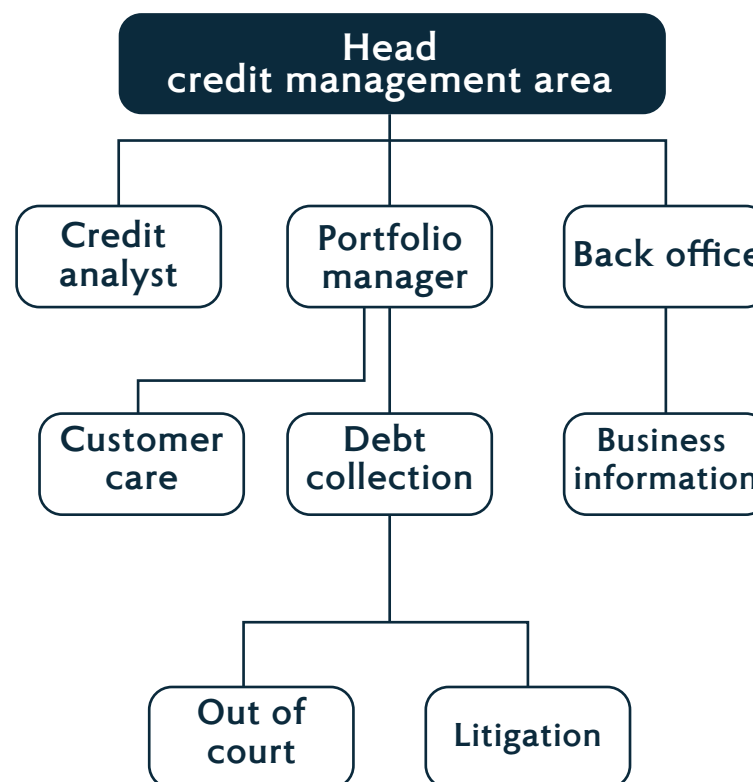 Head
credit management area
Credit
analyst
Portfolio
manager
Back office
Customer
care
Debt
collection
Business
information
Out of
court
Litigation